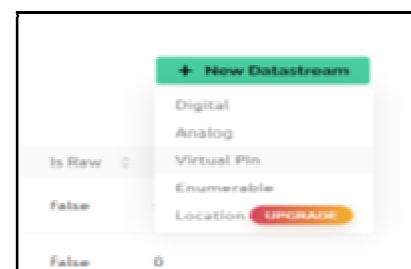 + New Datastream
Digital
Analog
Is Raw Virtual Pin
Enumerable
False
Location UPGRADE
False 0